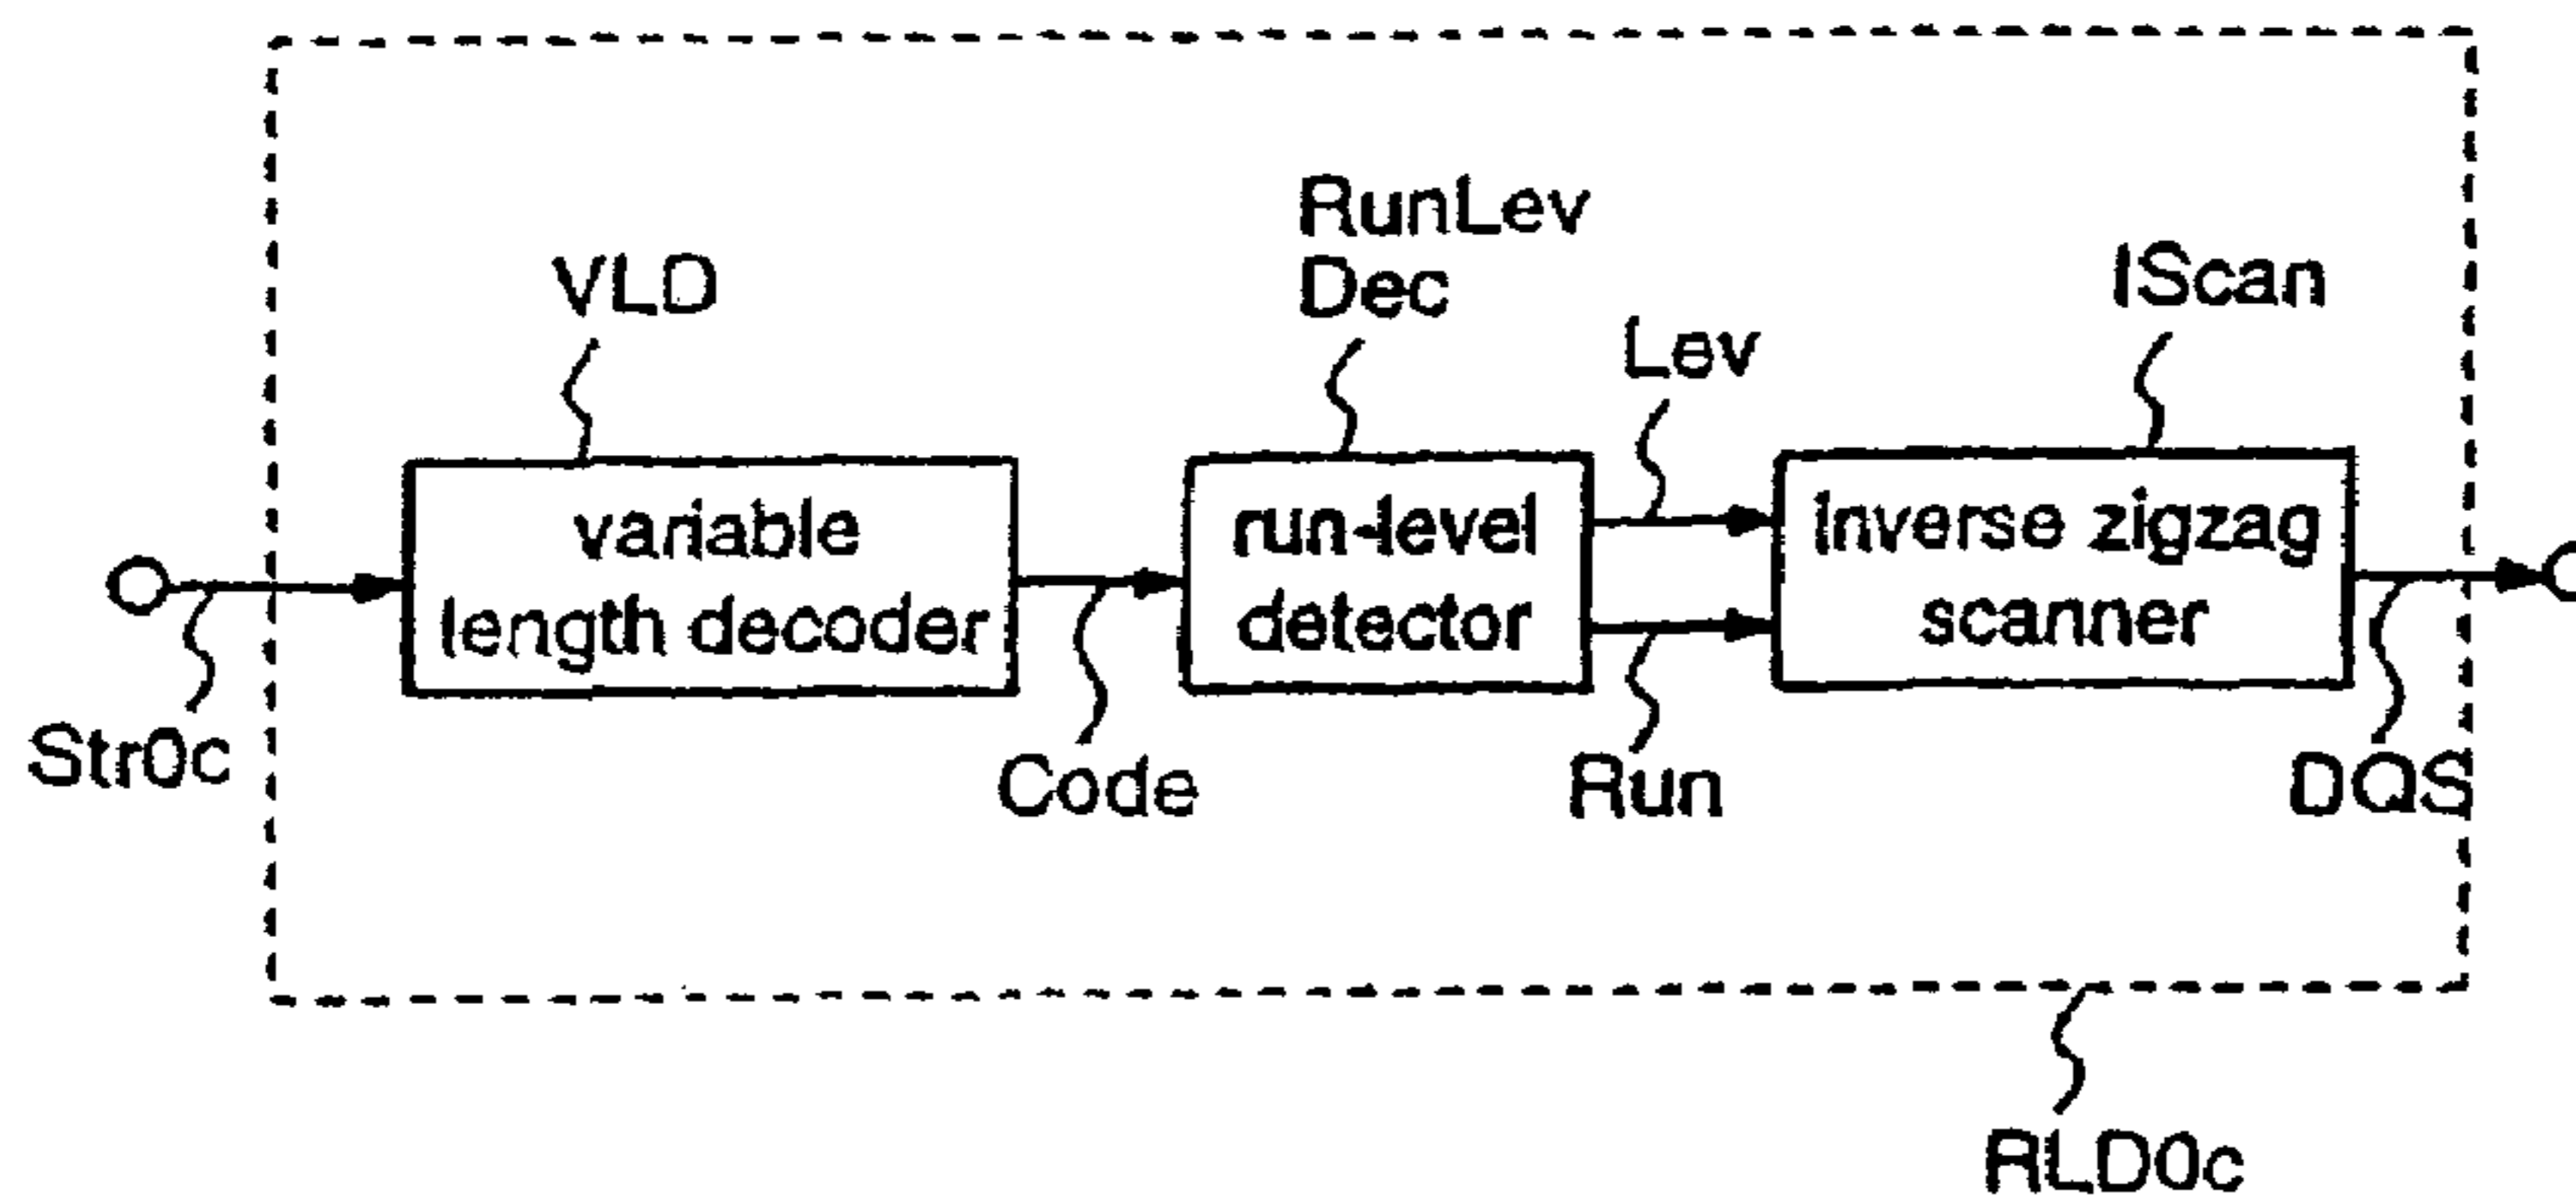 RunLev
Dec
VLD
IScan
Lev
variable
length decoder
run-level
detector
Inverse zigzag
scanner
Str0c
Code
Run
DQS
RLD0c